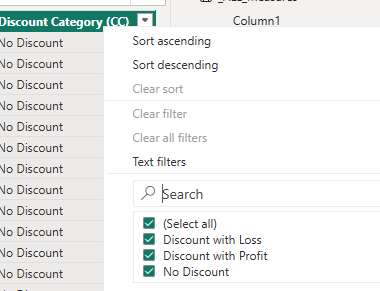 Discount Category (CC)
No Discount
No Discount
No Discount
No Discount
No Discount
No Discount
No Discount
No Discount
No Discount
No Discount
No Discount
No Discount
Column1
Sort ascending
Sort descending
Clear sort
Clear filter
Clear all filters
Text filters
Search
(Select all)
Discount with Loss
Discount with Profit
No Discount